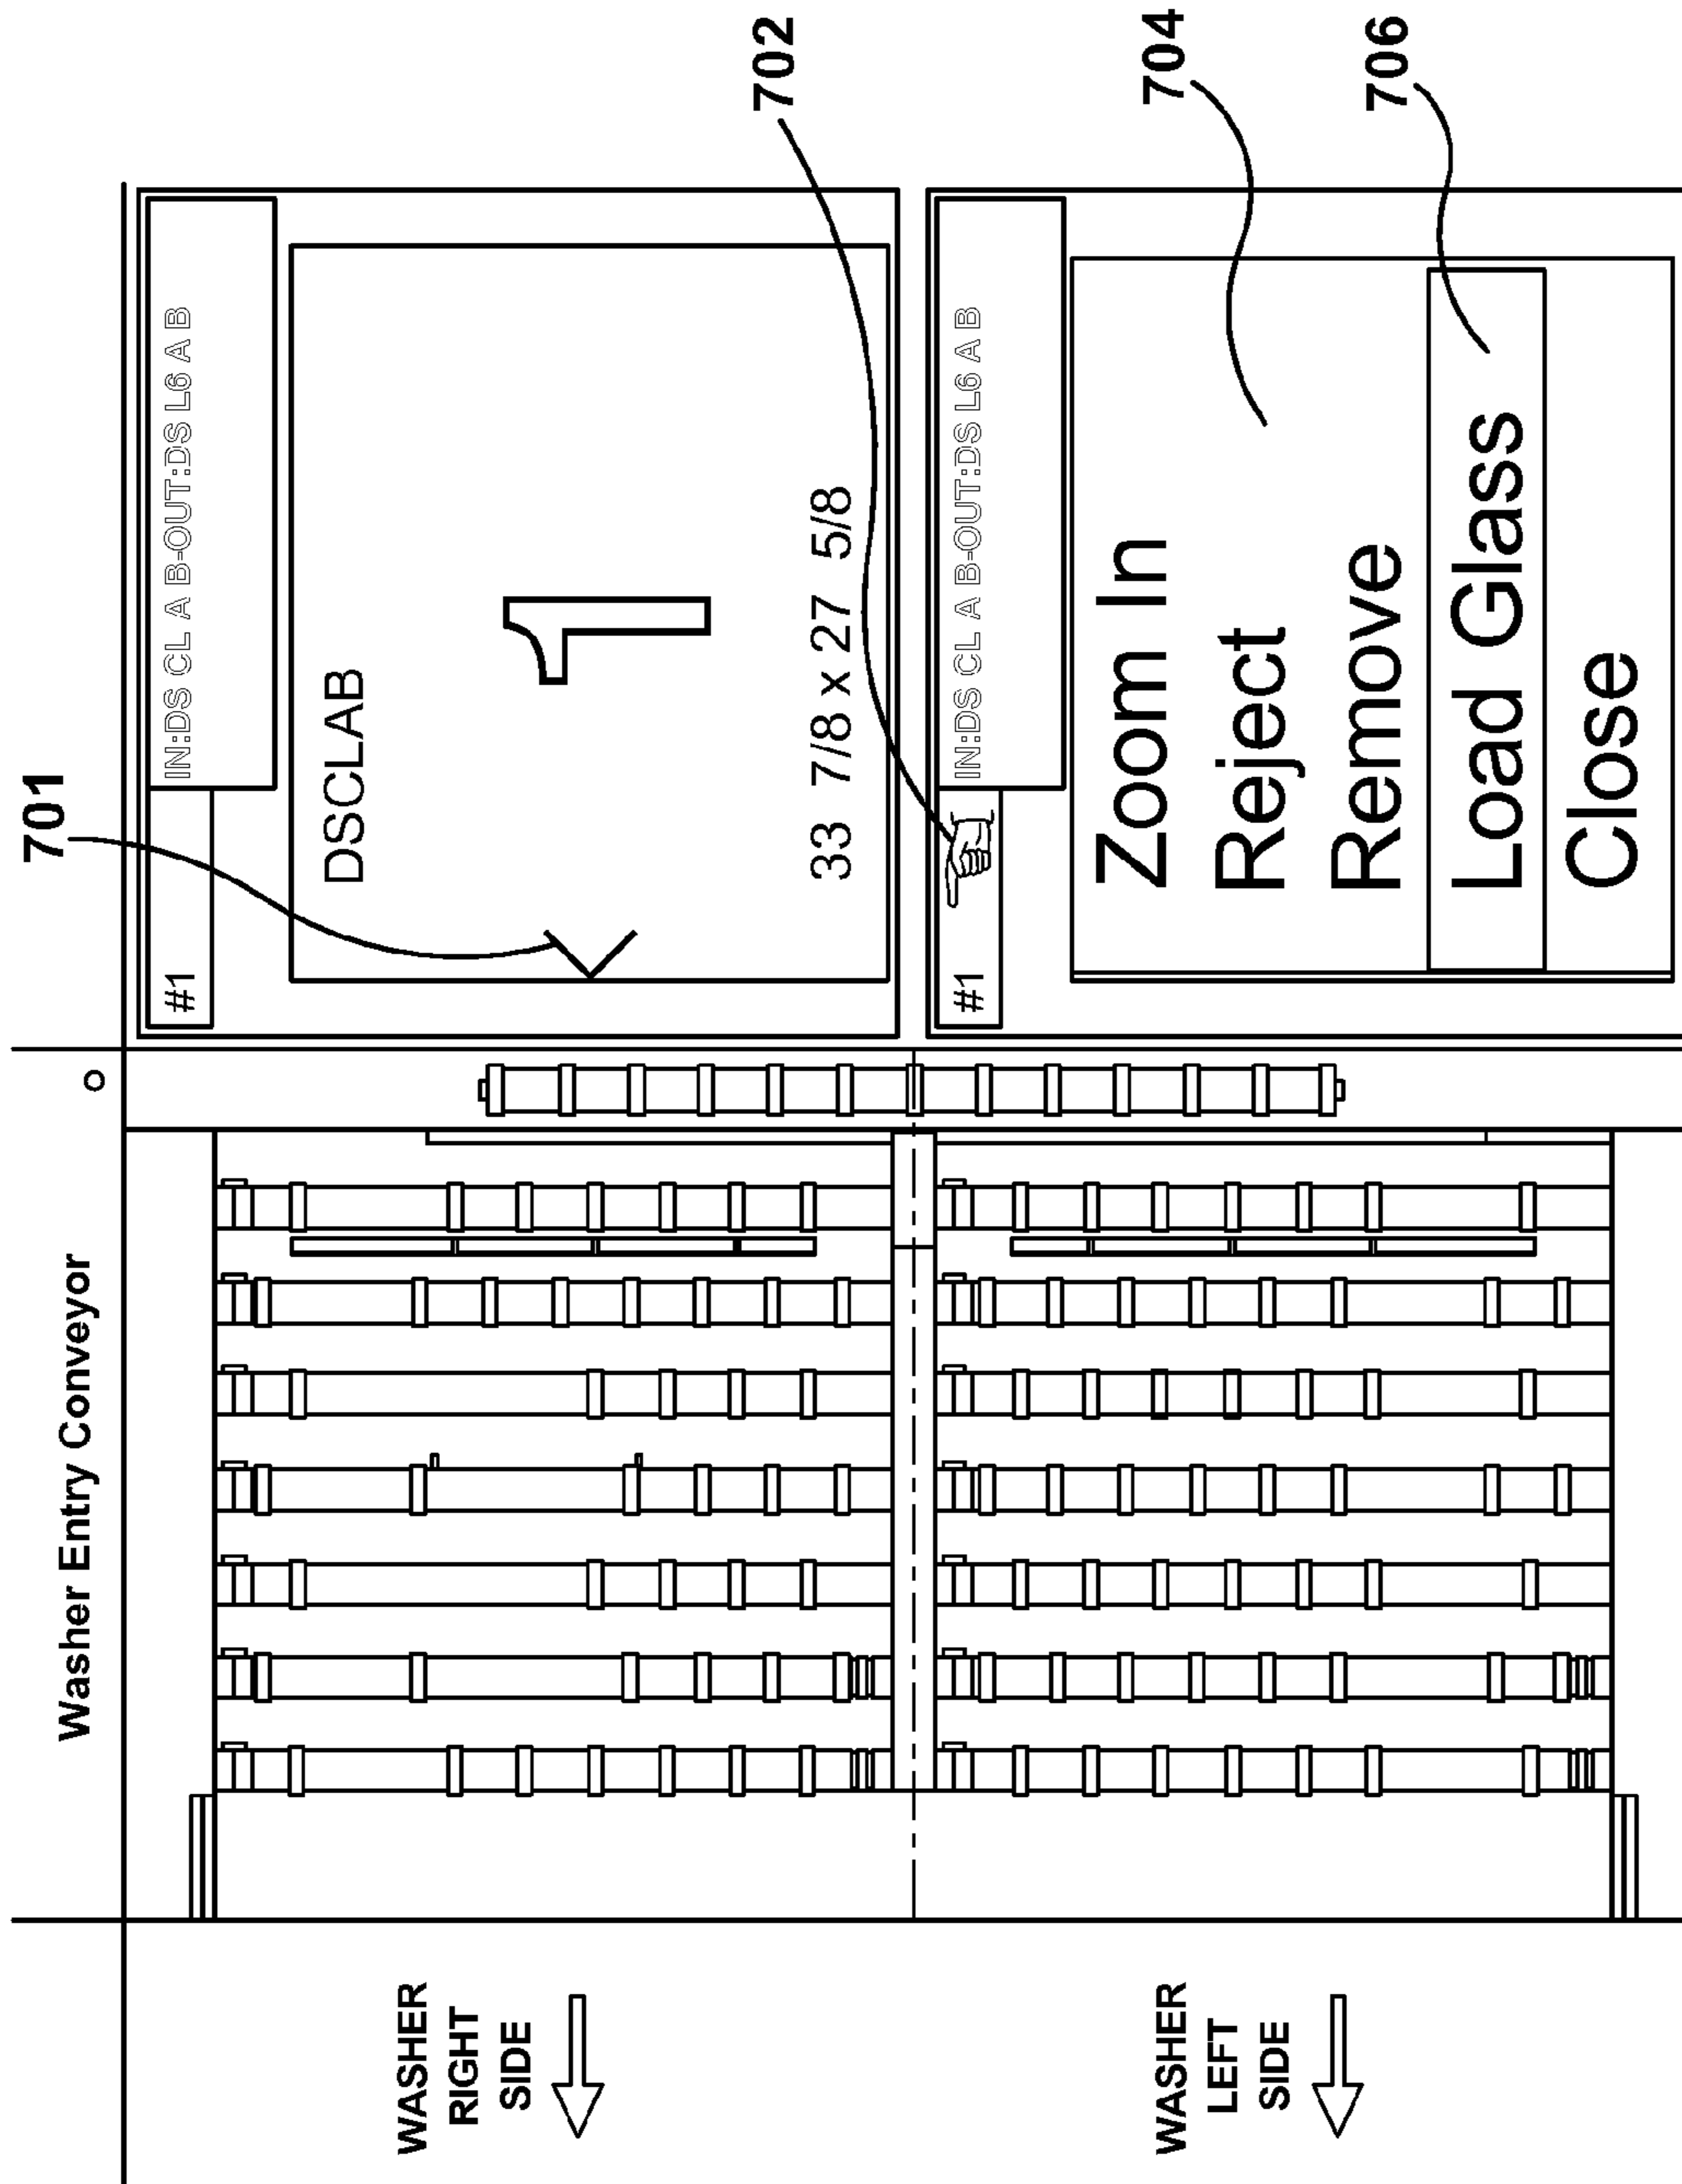 Washer Entry Conveyor
701
702
704
706
#1
IN:DS CL A B-OUT:DS L6 A B
DSCLAB
1
33 7/8 x 27 5/8
#1
IN:DS CL A B-OUT:DS L6 A B
Zoom In
Reject
Remove
Load Glass
Close
WASHER
RIGHT
SIDE
WASHER
LEFT
SIDE